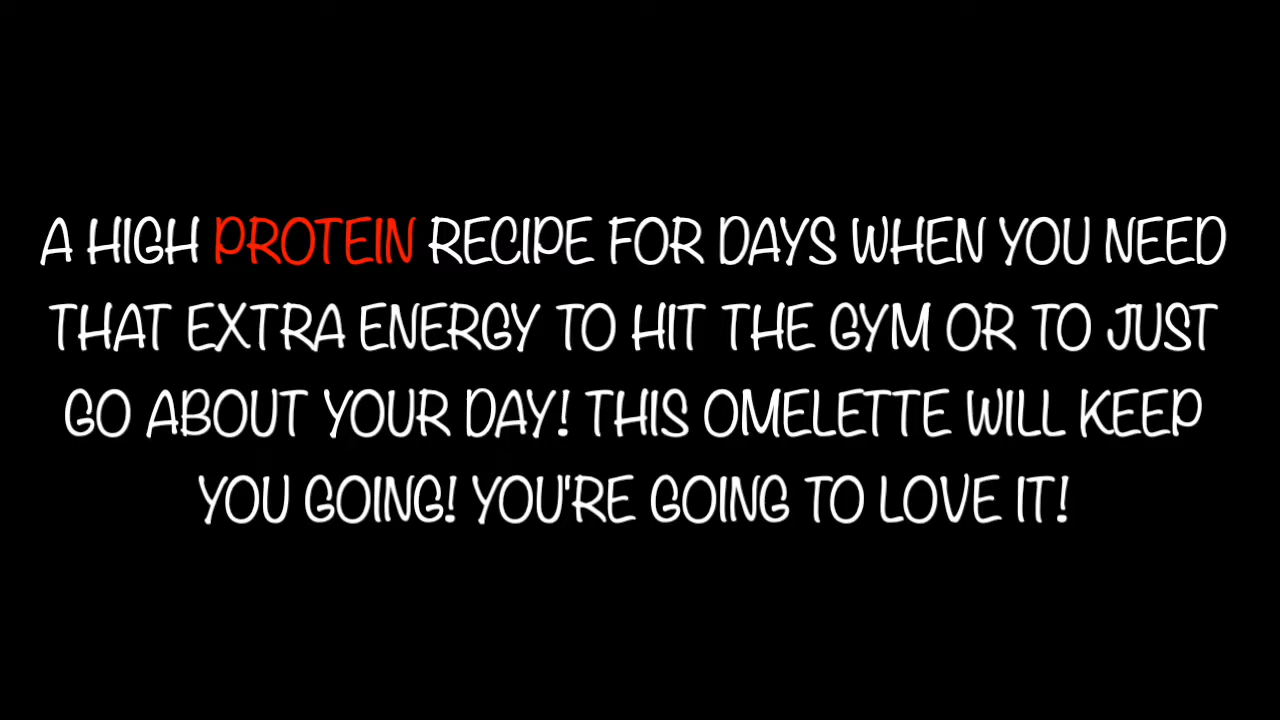 A HIGH PROTEIN RECIPE FOR DAYS WHEN YOU NEED
THAT EXTRA ENERGY TO HIT THE GYM OR TO JUST
GO ABOUT YOUR DAY! THIS OMELETTE WILL KEEP
YOU GOING! YOU'RE GOING TO LOVE IT!